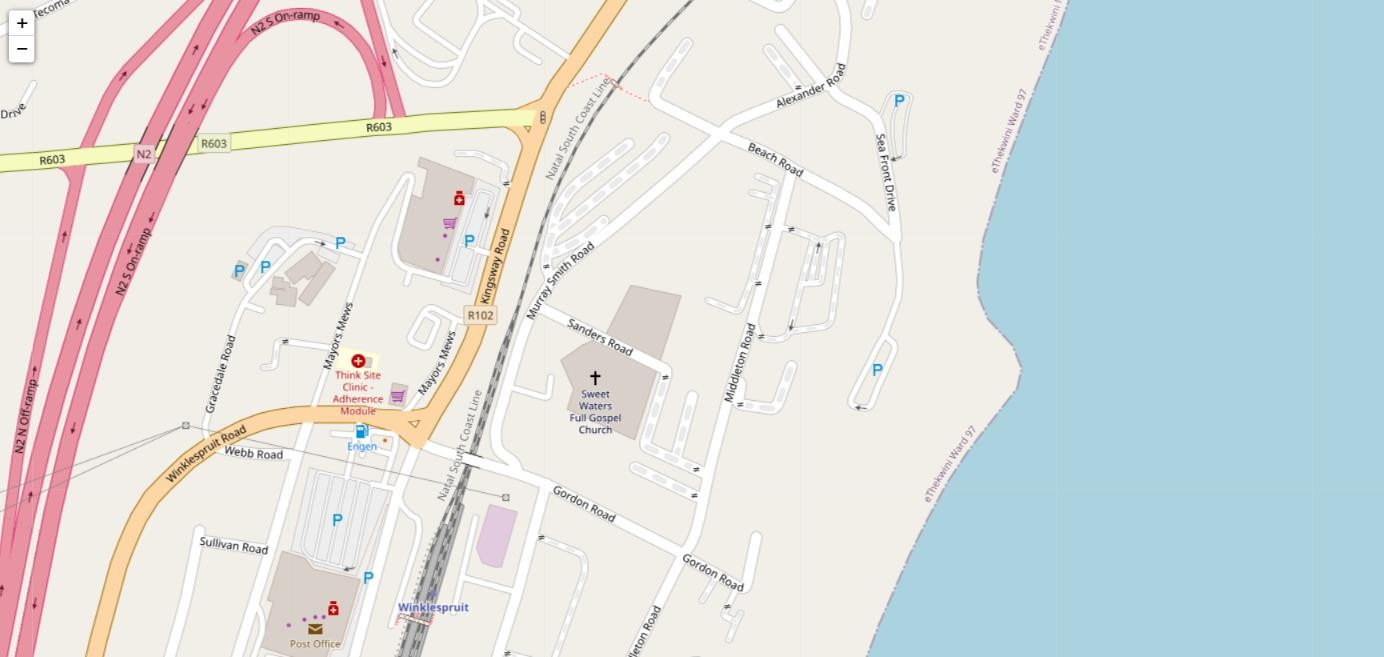 +
−
Tecoma
N2 S On-ramp
eThekwini
Drive
R603
R603
R603
N2
Natal South Coast Line
Alexander Road
P
eThekwini Ward 97
Beach Road
Sea Front Drive
N2 S On-ramp
P
P
P
P
Kingsway Road
Murray Smith Road
R102
Sanders Road
Mayors Mews
Mayors Mews
Gracedale Road
Middleton Road
P
Think Site
Clinic -
Adherence
Module
Sweet
Waters
Full Gospel
Church
N2 N Off-ramp
Winklespruit Road
Engen
Webb Road
Natal South Coast Line
eThekwini Ward 97
Gordon Road
P
Sullivan Road
Gordon Road
P
Winklespruit
Post Office
dleton Road